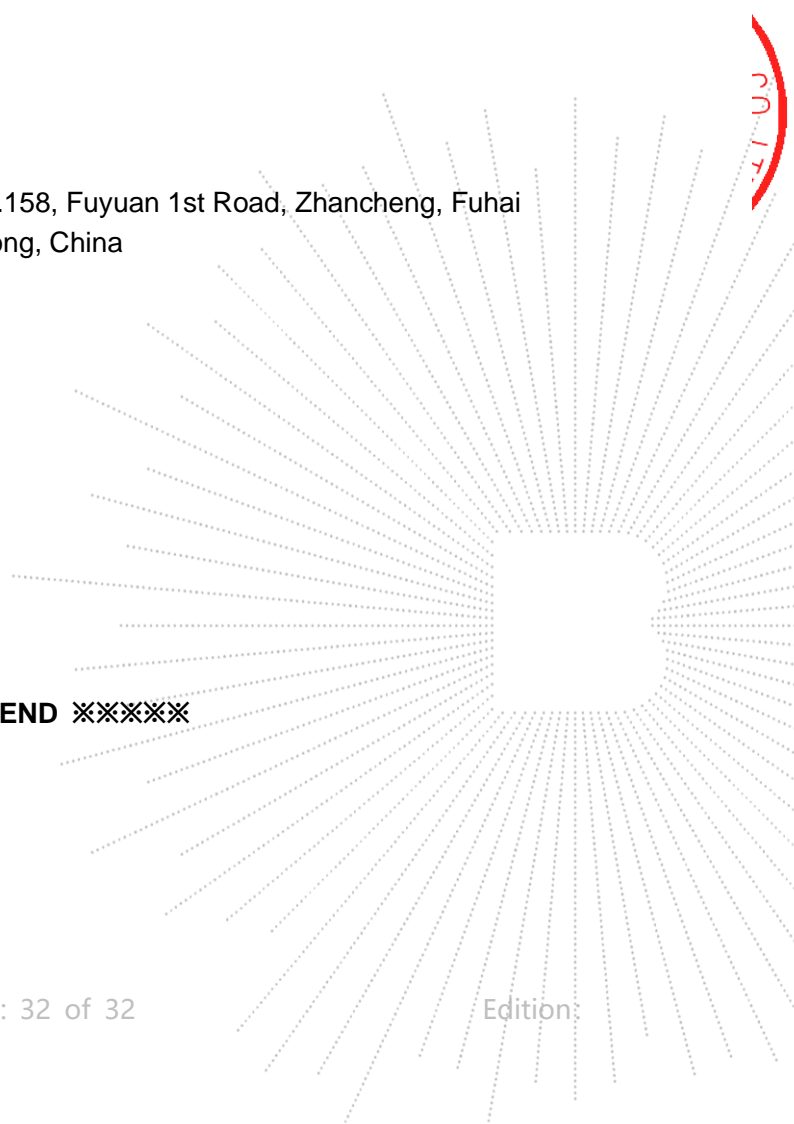 .158, Fuyuan 1st Road, Zhancheng, Fuhai
ong, China
END ※※※※※
: 32 of 32 Edition: